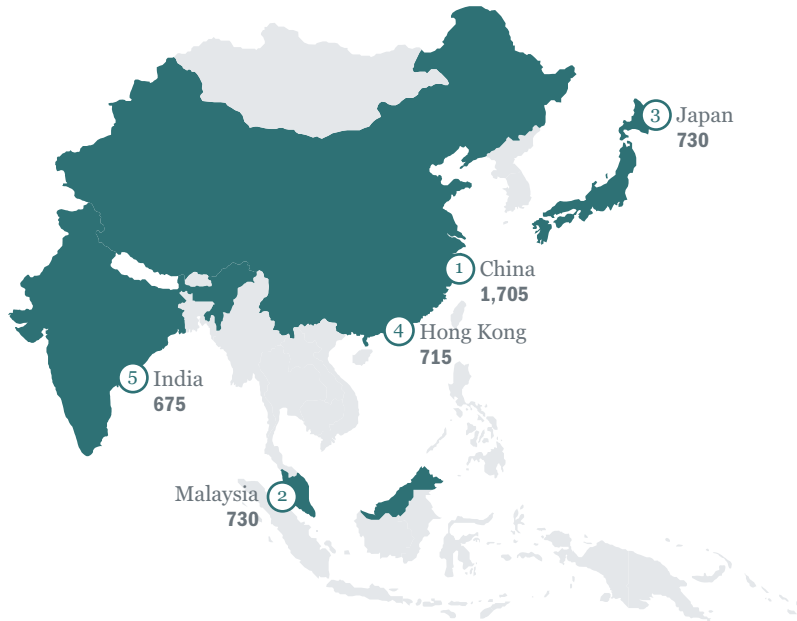 3 Japan
730
1 China
1,705
4 Hong Kong
715
5 India
675
Malaysia 2
730